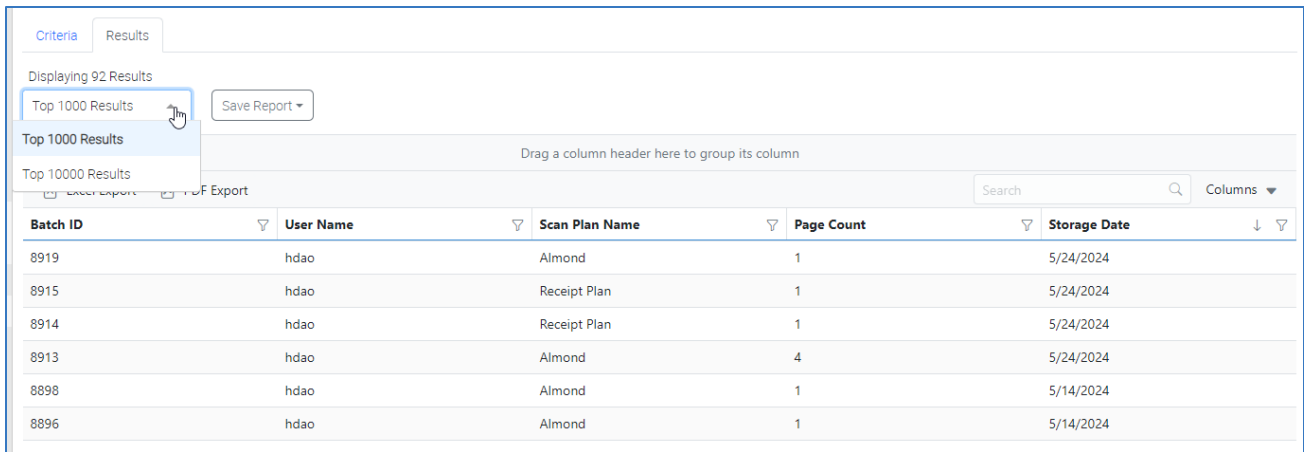 Criteria Results
Displaying 92 Results
Top 1000 Results Save Report
Top 1000 Results
Drag a column header here to group its column
Top 10000 Results
Excel Export PDF Export Search Columns
Batch ID User Name Scan Plan Name Page Count Storage Date
8919 hdao Almond 1 5/24/2024
8915 hdao Receipt Plan 1 5/24/2024
8914 hdao Receipt Plan 1 5/24/2024
8913 hdao Almond 4 5/24/2024
8898 hdao Almond 1 5/14/2024
8896 hdao Almond 1 5/14/2024